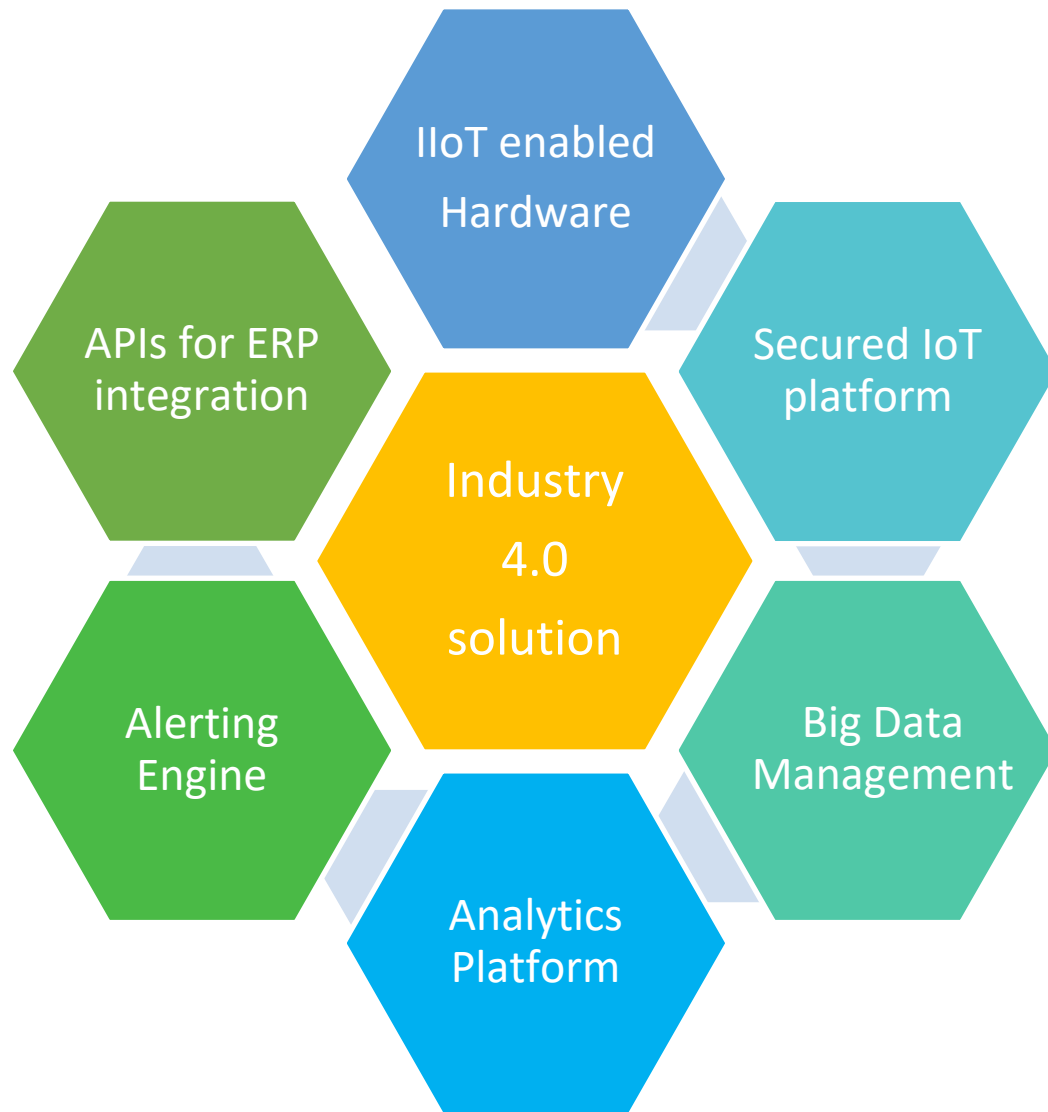 IIoT enabled
Hardware
APIs for ERP
integration
Secured IoT
platform
Industry
4.0
solution
Alerting
Engine
Big Data
Management
Analytics
Platform